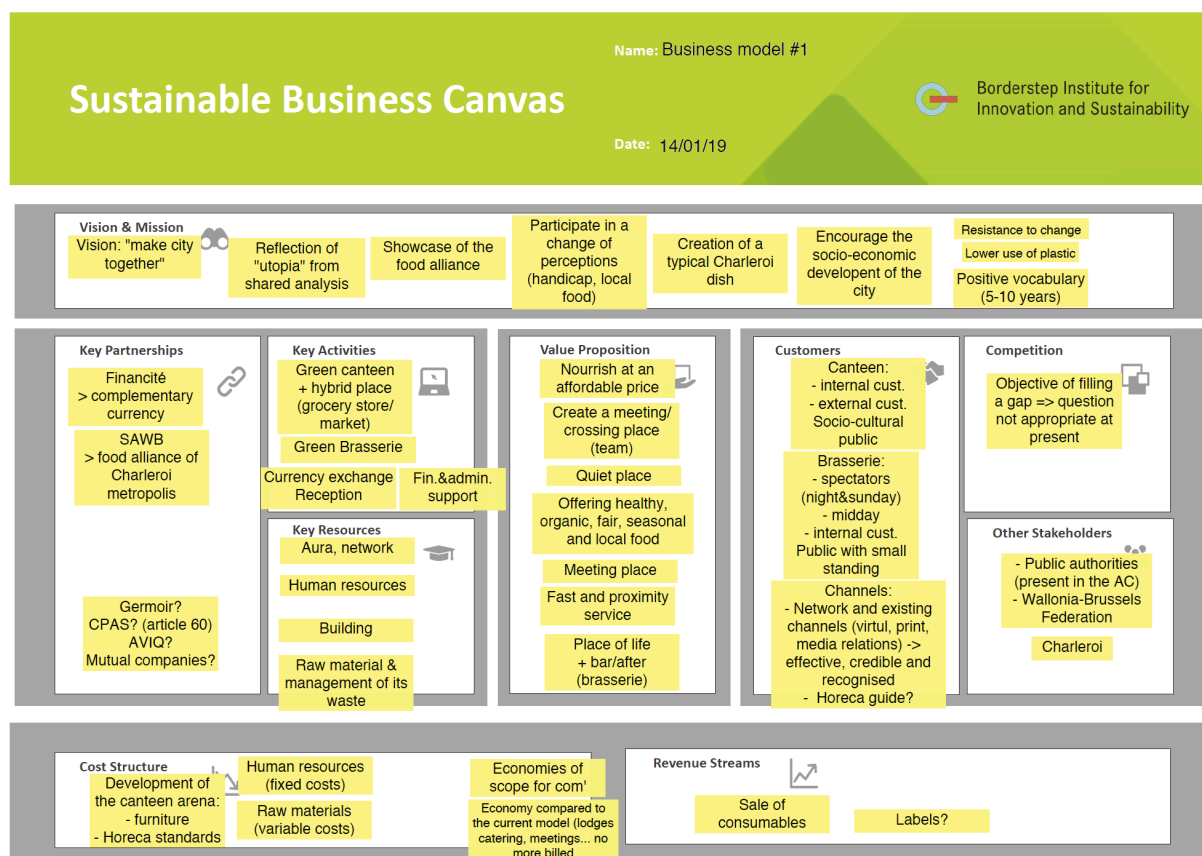 Name: Business model #1
Sustainable Business Canvas
Borderstep Institute for
Innovation and Sustainability
Date: 14/01/19
Vision & Mission
Vision: "make city
together"
Reflection of
"utopia" from
shared analysis
Showcase of the
food alliance
Participate in a
change of
perceptions
(handicap, local
food)
Creation of a
typical Charleroi
dish
Encourage the
socio-economic
developent of the
city
Resistance to change
Lower use of plastic
Positive vocabulary
(5-10 years)
Key Partnerships
Financité
> complementary
currency
SAWB
> food alliance of
Charleroi
metropolis
Germoir?
CPAS? (article 60)
AVIQ?
Mutual companies?
Key Activities
Green canteen
+ hybrid place
(grocery store/
market)
Green Brasserie
Currency exchange
Reception
Fin.&admin.
support
Key Resources
Aura, network
Human resources
Building
Raw material &
management of its
waste
Value Proposition
Nourish at an
affordable price
Create a meeting/
crossing place
(team)
Quiet place
Offering healthy,
organic, fair, seasonal
and local food
Meeting place
Fast and proximity
service
Place of life
+ bar/after
(brasserie)
Customers
Canteen:
- internal cust.
- external cust.
Socio-cultural
public
Brasserie:
- spectators
(night&sunday)
- midday
- internal cust.
Public with small
standing
Channels:
- Network and existing
channels (virtul, print,
media relations) ->
effective, credible and
recognised
- Horeca guide?
Competition
Objective of filling
a gap => question
not appropriate at
present
Other Stakeholders
- Public authorities
(present in the AC)
- Wallonia-Brussels
Federation
Charleroi
Cost Structure
Development of
the canteen arena:
- furniture
- Horeca standards
Human resources
(fixed costs)
Raw materials
(variable costs)
Economies of
scope for com'
Economy compared to
the current model (lodges
catering, meetings... no
more billed
Revenue Streams
Sale of
consumables
Labels?